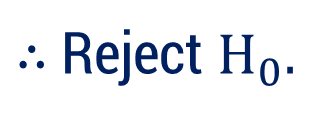 ∴ Reject H₀.